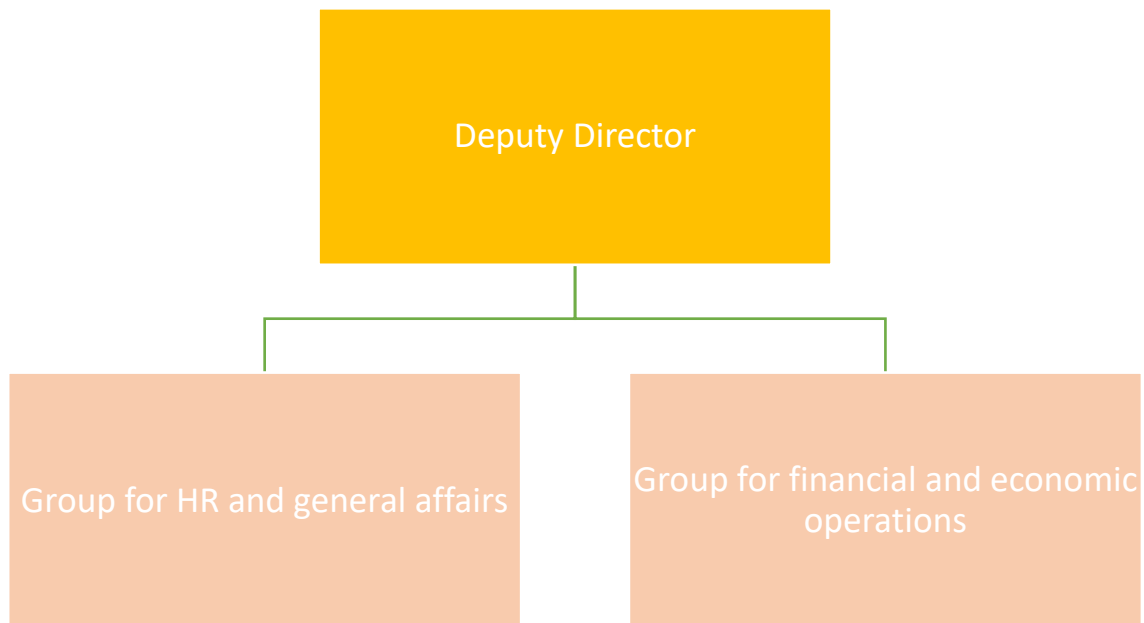 Deputy Director
Group for HR and general affairs
Group for financial and economic
operations